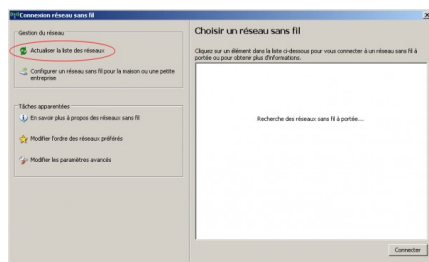 Connexion réseau sans fil
Gestion du réseau
Actualiser la liste des réseaux
Configurer un réseau sans fil pour la maison ou une petite
entreprise
Tâches apparentées
En savoir plus à propos des réseaux sans fil
Modifier l'ordre des réseaux préférés
Modifier les paramètres avancés
Choisir un réseau sans fil
Cliquez sur un élément dans la liste ci-dessous pour vous connecter à un réseau sans fil à
portée ou pour obtenir plus d'informations.
Recherche des réseaux sans fil à portée...
Connecter